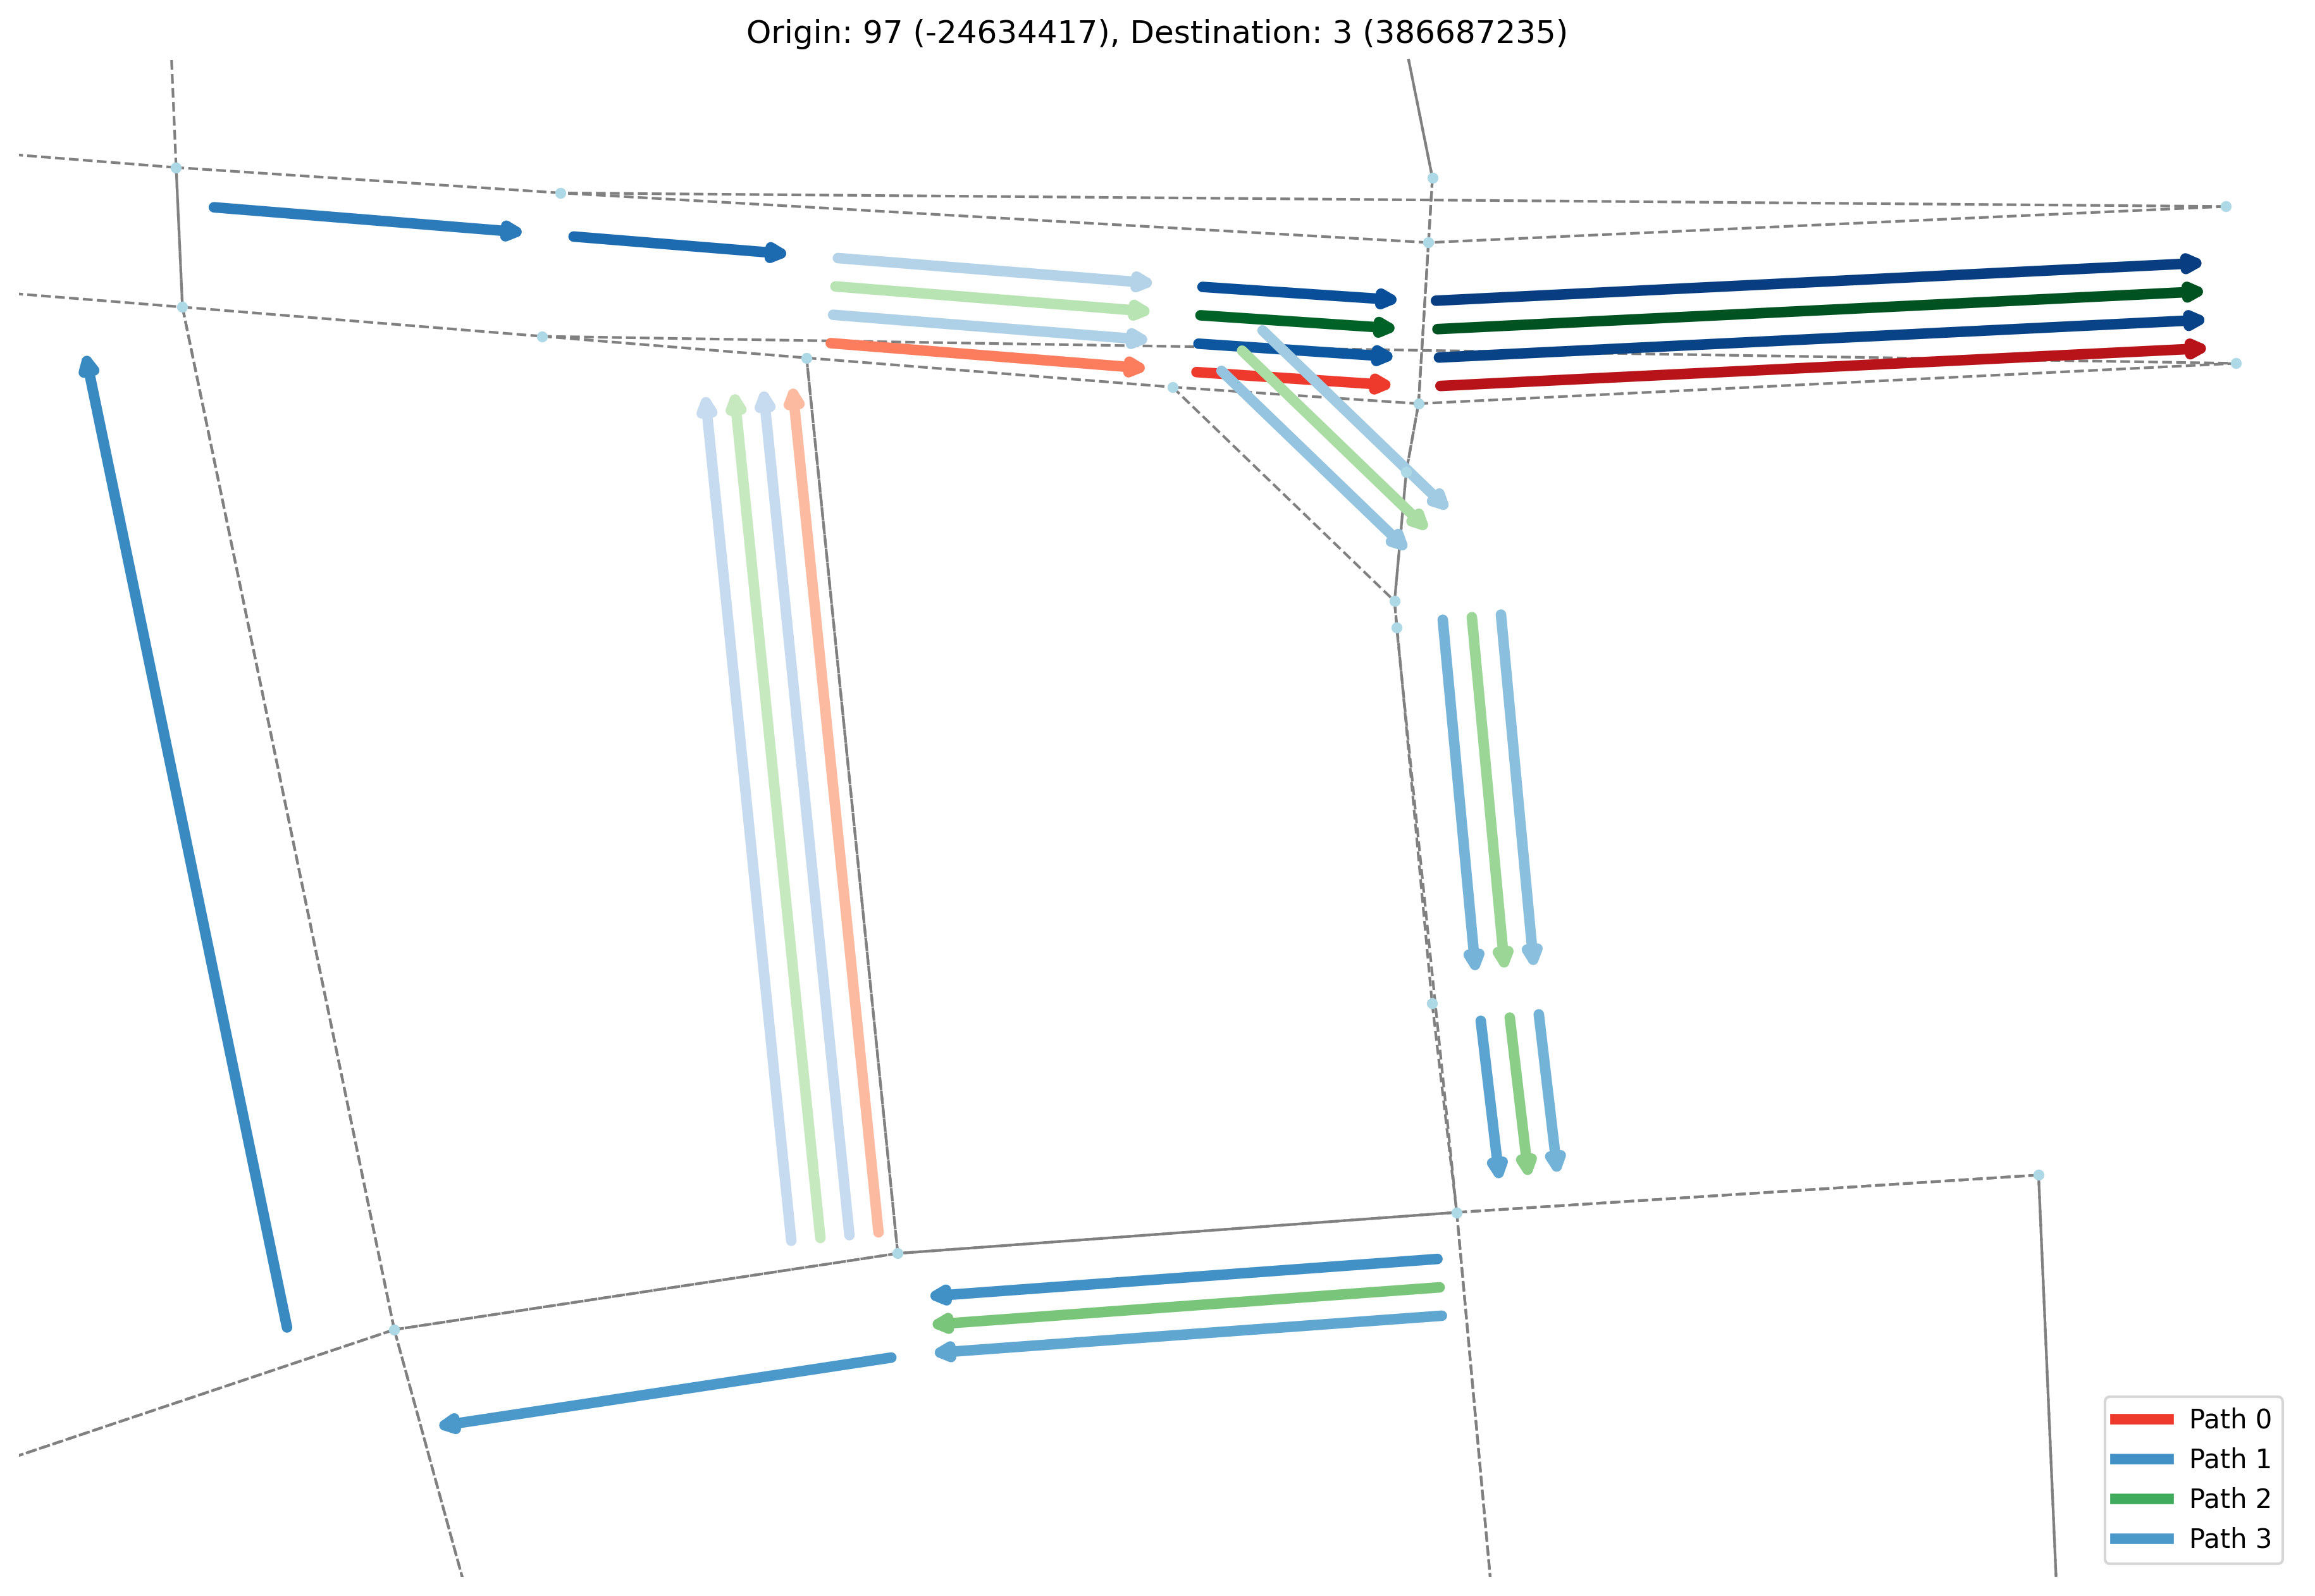 Origin: 97 (-24634417), Destination: 3 (386687235)
Path 0
Path 1
Path 2
Path 3